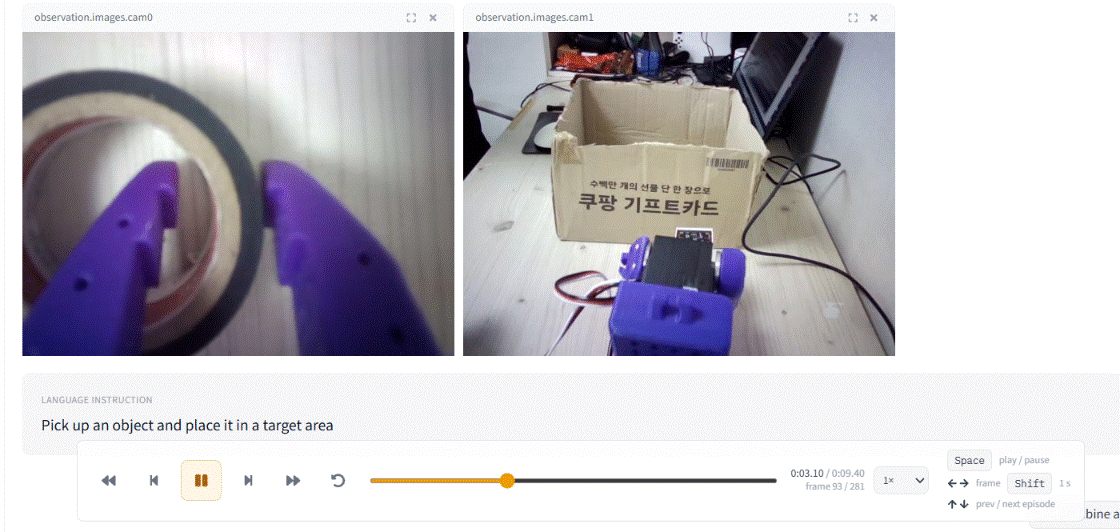 observation.images.cam0
observation.images.cam1
수백만 개의 선물 단 한 장으로
쿠팡 기프트카드
LANGUAGE INSTRUCTION
Pick up an object and place it in a target area
0:03.10 / 0:09.40
frame 93 / 281
1×
Space play / pause
←→ frame Shift 1 s
↑↓ prev / next episode
bine a